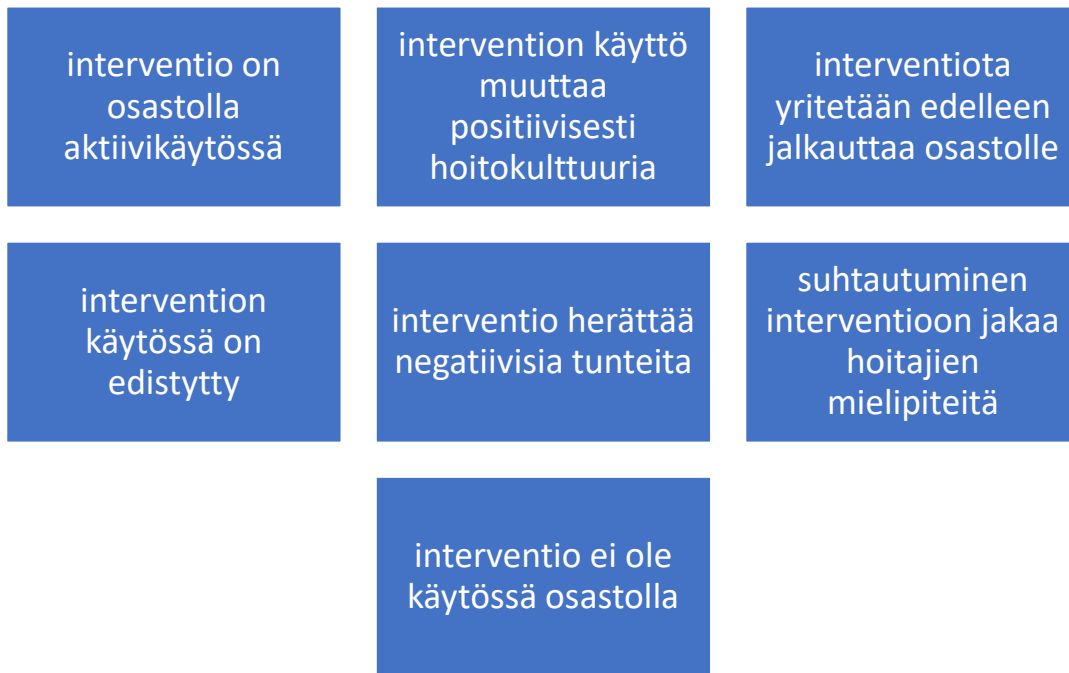 interventio on
osastolla
aktiivikäytössä
intervention käyttö
muuttaa
positiivisesti
hoitokulttuuria
interventiota
yritetään edelleen
jalkauttaa osastolle
intervention
käytössä on
edistytty
interventio herättää
negatiivisia tunteita
suhtautuminen
interventioon jakaa
hoitajien
mielipiteitä
interventio ei ole
käytössä osastolla